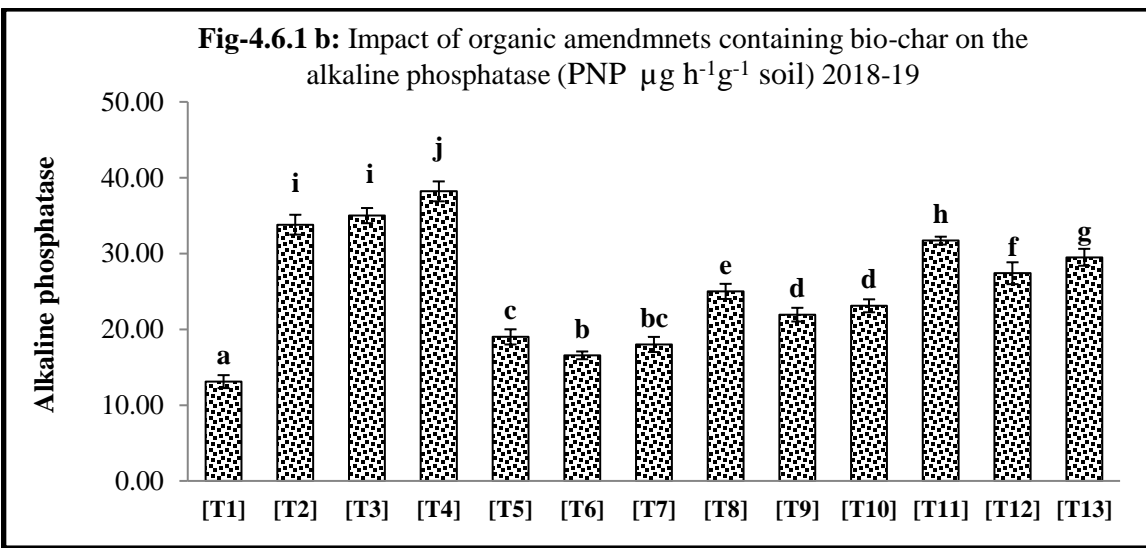 Fig-4.6.1 b: Impact of organic amendmnets containing bio-char on the
alkaline phosphatase (PNP µg h-1g-1 soil) 2018-19
Alkaline phosphatase
50.00
40.00
30.00
20.00
10.00
0.00
a
i
i
j
c
b
bc
e
d
d
h
f
g
[T1] [T2] [T3] [T4] [T5] [T6] [T7] [T8] [T9] [T10] [T11] [T12] [T13]